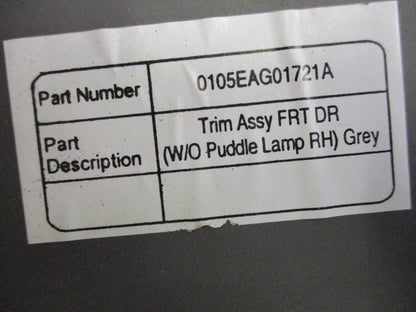 Part Number 0105EAG01721A
Part Trim Assy FRT DR
Description (W/O Puddle Lamp RH) Grey